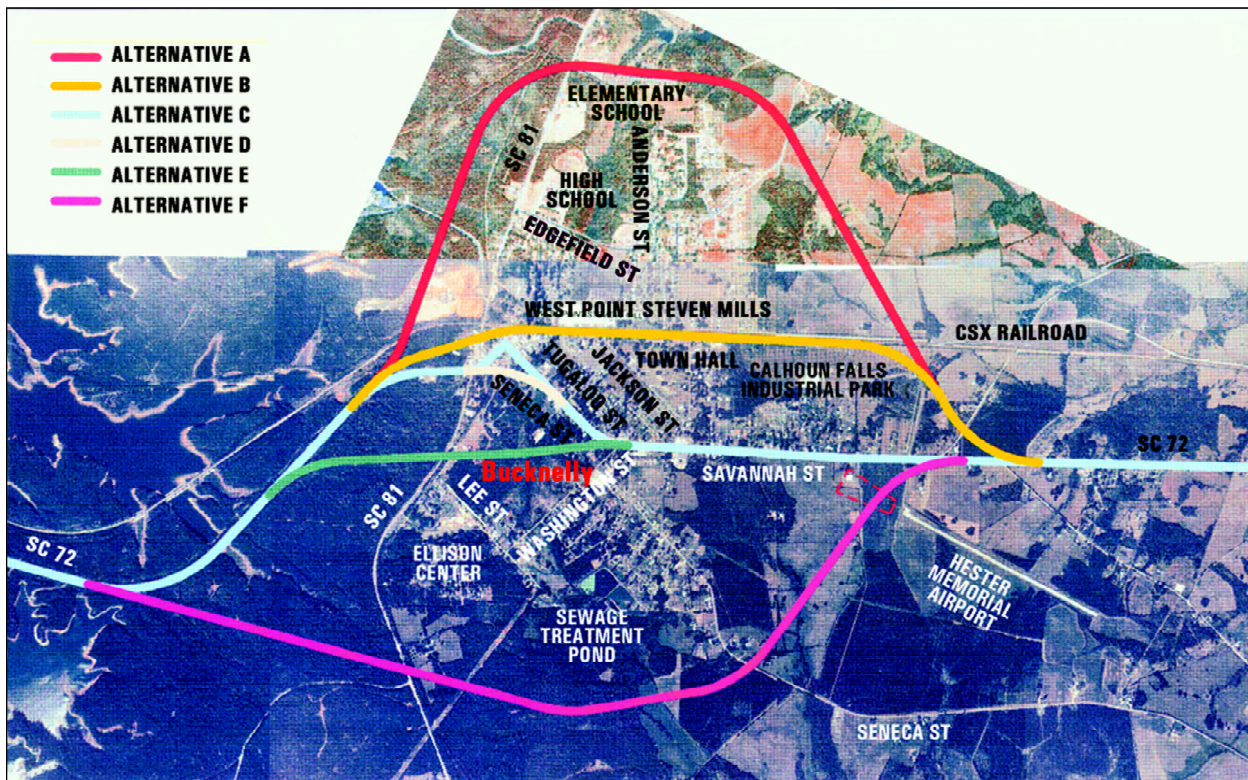 ALTERNATIVE A
ALTERNATIVE B
ALTERNATIVE C
ALTERNATIVE D
ALTERNATIVE E
ALTERNATIVE F
ELEMENTARY
SCHOOL
SC 81
ANDERSON ST
HIGH
SCHOOL
EDGEFIELD ST
WEST POINT STEVEN MILLS
CSX RAILROAD
TUGALOO ST
JACKSON ST
TOWN HALL
CALHOUN FALLS
INDUSTRIAL PARK
SENECA ST
SC 72
Bucknelly
SAVANNAH ST
LEE ST
WASHINGTON ST
SC 81
ELLISON
CENTER
SC 72
HESTER
MEMORIAL
AIRPORT
SEWAGE
TREATMENT
POND
SENECA ST